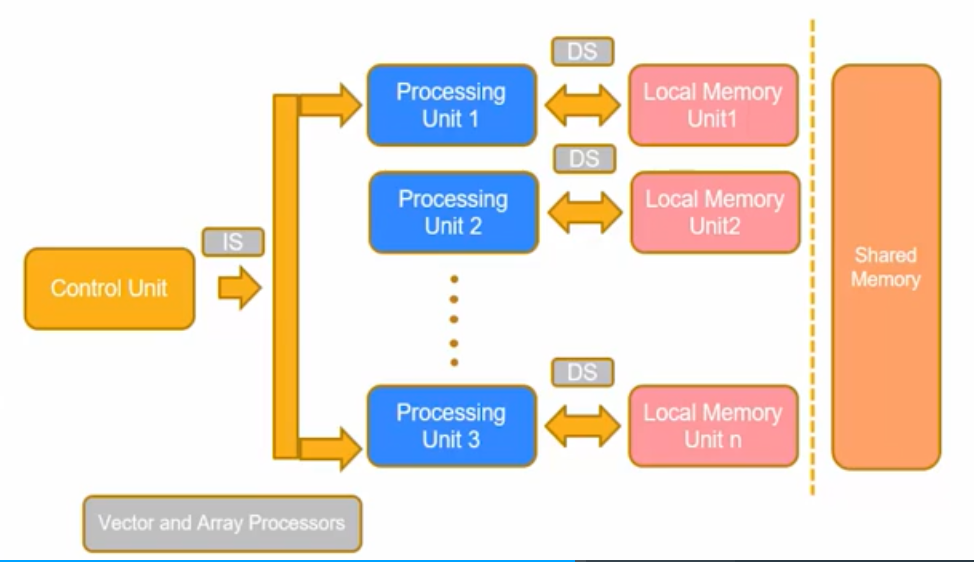 DS
Processing
Unit 1
Local Memory
Unit1
DS
Processing
Unit 2
Local Memory
Unit2
IS
Control Unit
Shared
Memory
DS
Processing
Unit 3
Local Memory
Unit n
Vector and Array Processors